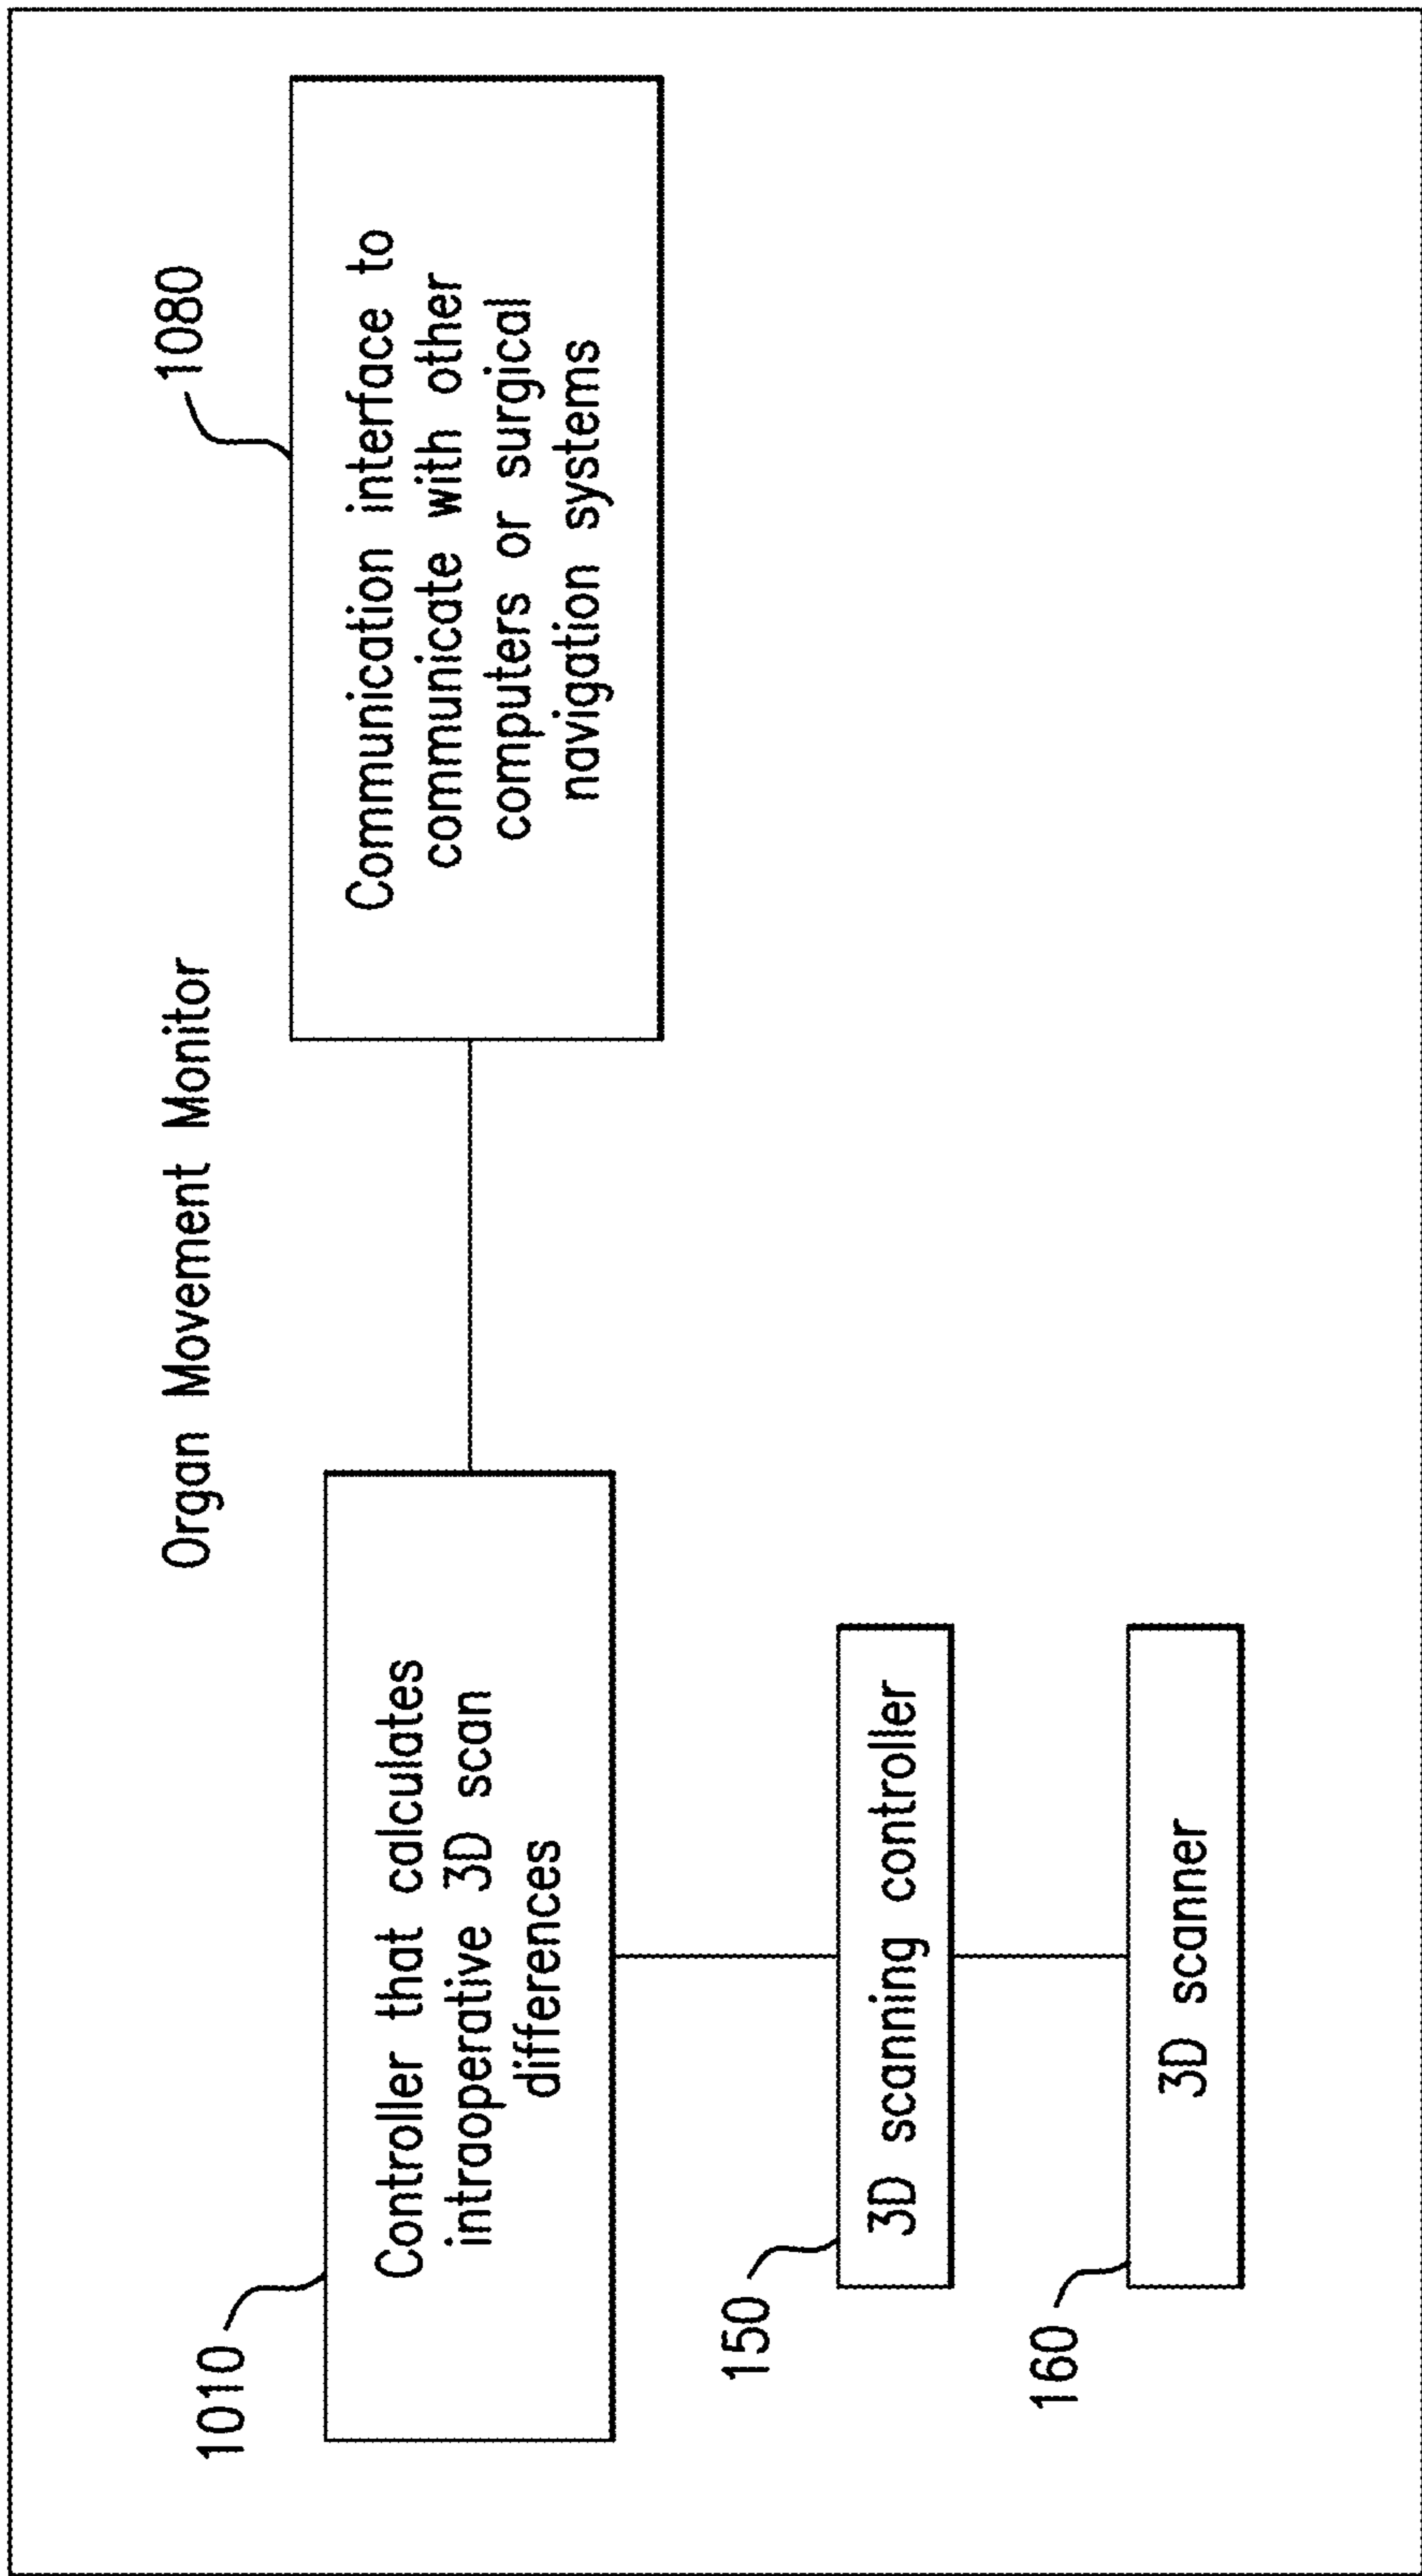 Organ Movement Monitor
1010
Controller that calculates
intraoperative 3D scan
differences
1080
Communication interface to
communicate with other
computers or surgical
navigation systems
150
3D scanning controller
160
3D scanner